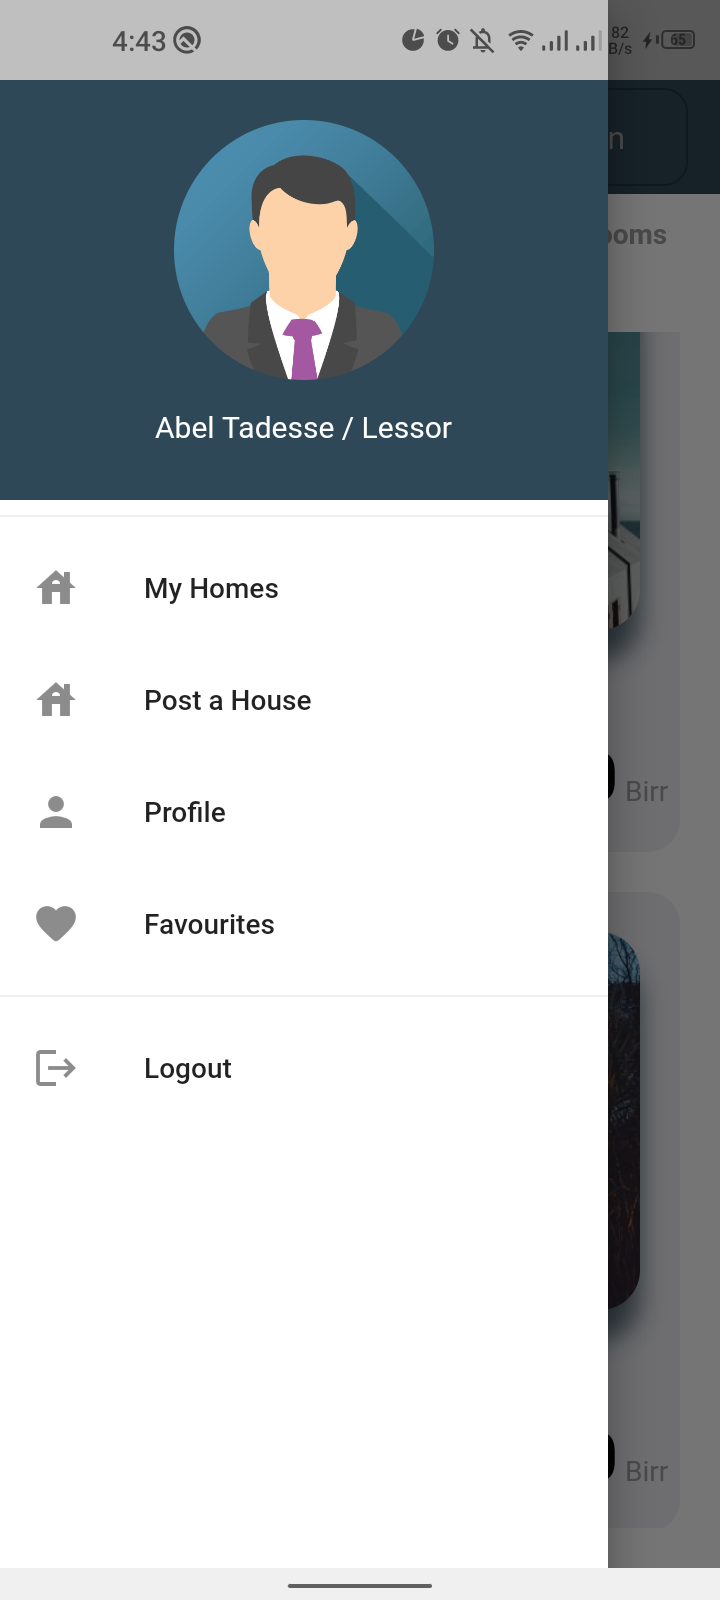 4:43
82
B/s
65
n
ooms
Abel Tadesse / Lessor
My Homes
Post a House
Birr
Profile
Favourites
Logout
Birr